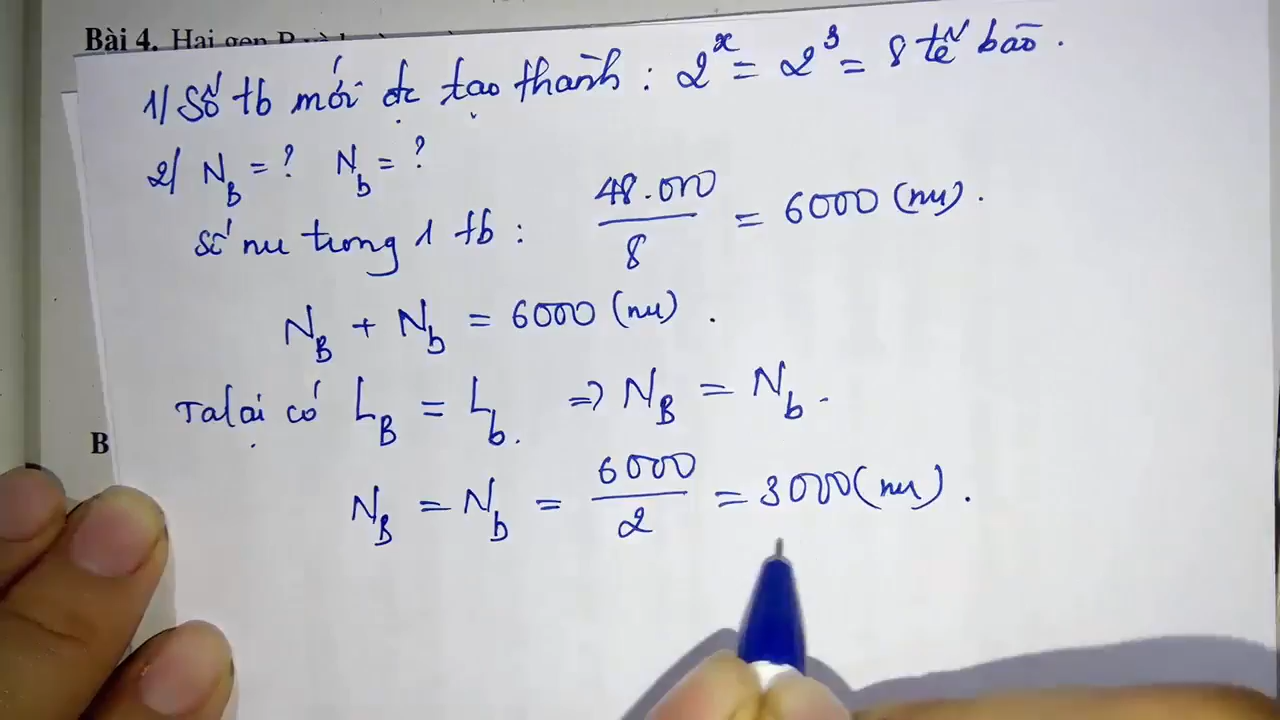 Bài 4. Hai gen B và
1/ Số tb mới đc tạo thành : 2^x = 2^3 = 8 tế bào .
2/ N_B = ? N_b = ?
số nu trong 1 tb : 48.000 / 8 = 6000 (nu) .
N_B + N_b = 6000 (nu) .
Ta lại có L_B = L_b . => N_B = N_b .
B
N_B = N_b = 6000 / 2 = 3000 (nu) .